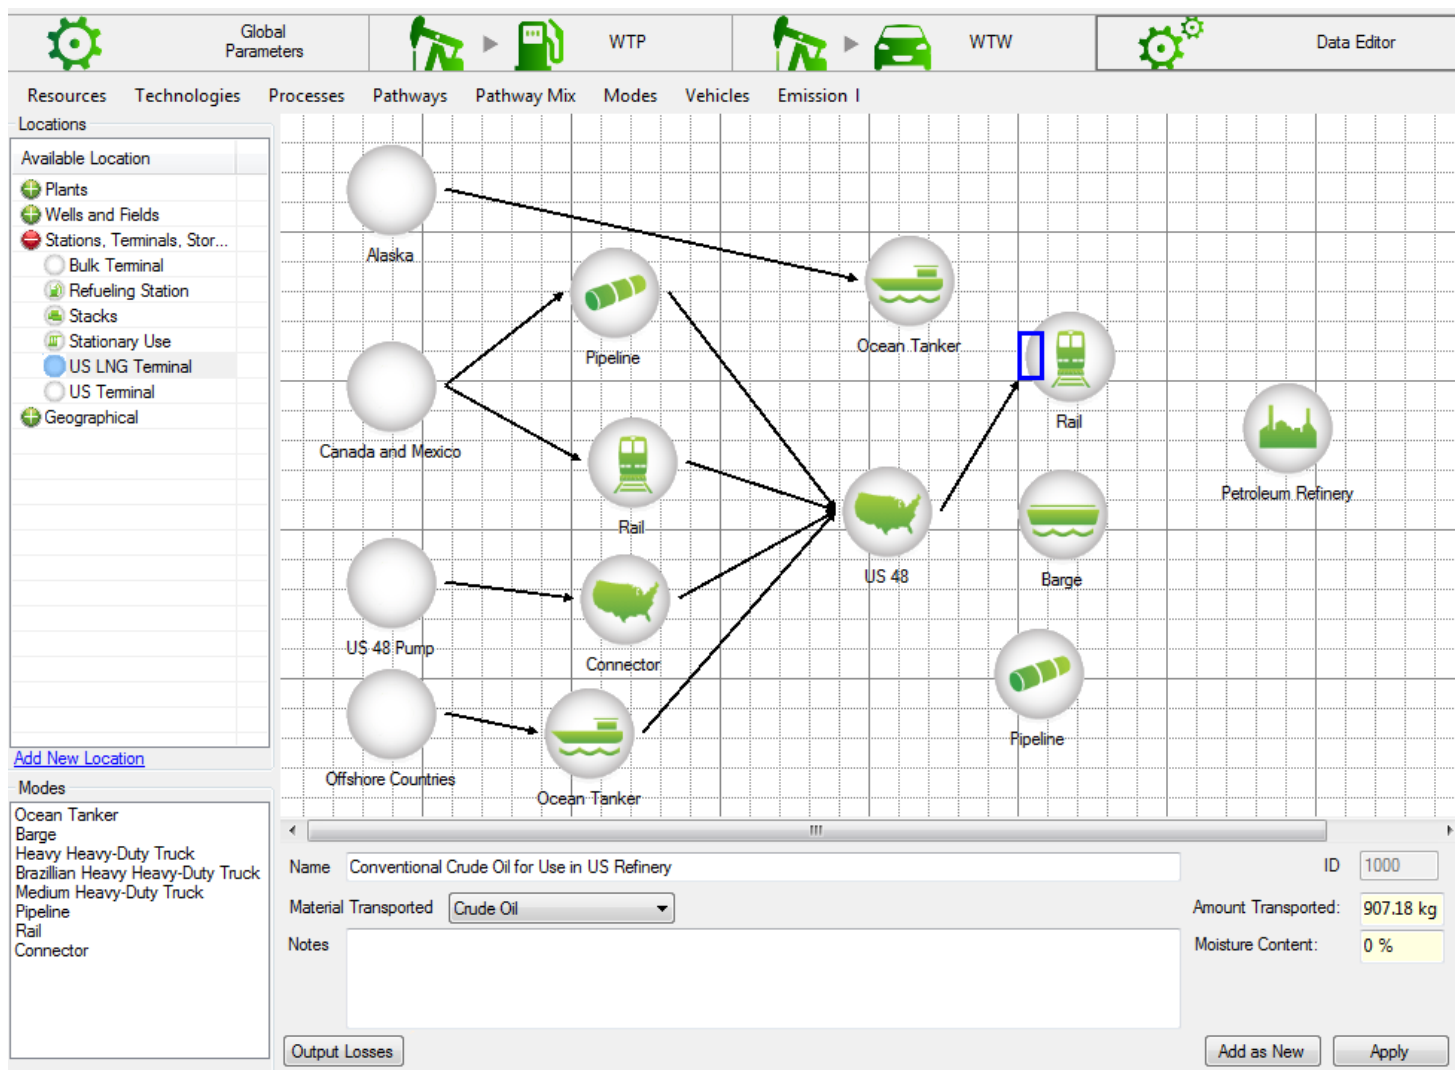 Global
Parameters
WTP
WTW
Data Editor
Resources Technologies Processes Pathways Pathway Mix Modes Vehicles Emission I
Locations
Available Location
Plants
Wells and Fields
Stations, Terminals, Stor...
Bulk Terminal
Refueling Station
Stacks
Stationary Use
US LNG Terminal
US Terminal
Geographical
Add New Location
Modes
Ocean Tanker
Barge
Heavy Heavy-Duty Truck
Brazillian Heavy Heavy-Duty Truck
Medium Heavy-Duty Truck
Pipeline
Rail
Connector
Alaska
Pipeline
Ocean Tanker
Rail
Canada and Mexico
Petroleum Refinery
Rail
US 48
Barge
US 48 Pump
Connector
Pipeline
Offshore Countries
Ocean Tanker
Name Conventional Crude Oil for Use in US Refinery ID 1000
Material Transported Crude Oil Amount Transported: 907.18 kg
Notes Moisture Content: 0 %
Output Losses Add as New Apply